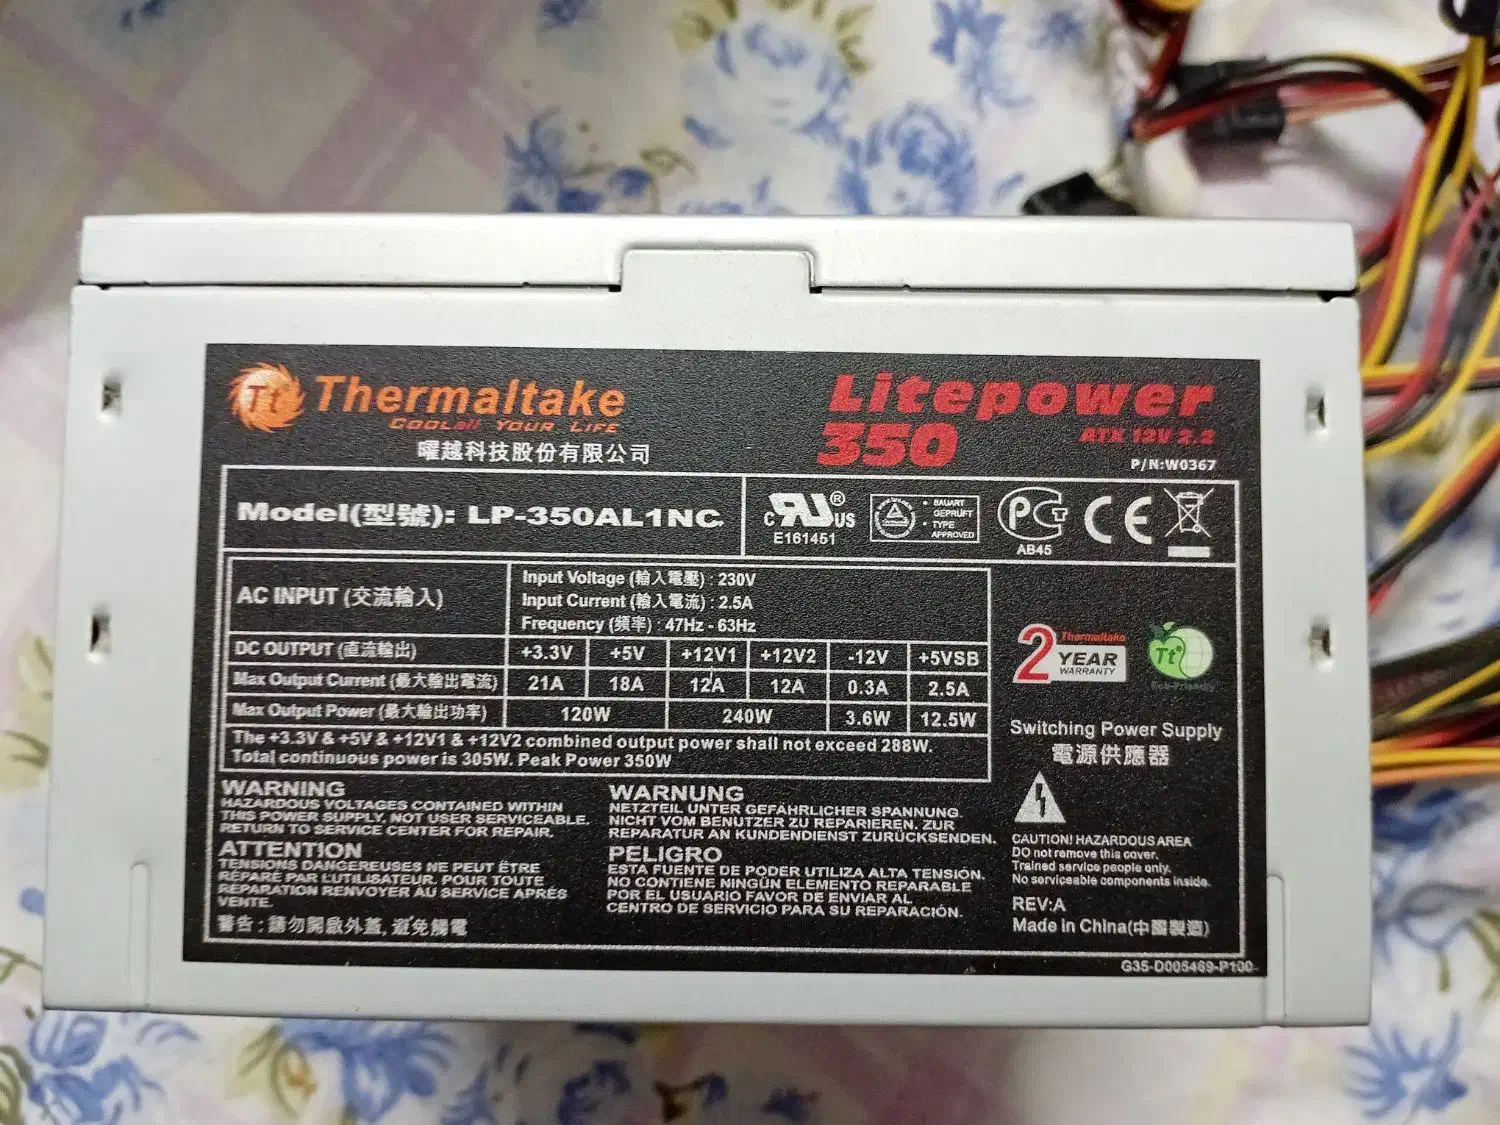 Thermaltake
COOL all YOUR LIFE
曜越科技股份有限公司
Litepower
350
ATX 12V 2.2
P/N:W0367
Model(型號): LP-350AL1NC
c RU US
E161451
BAUART
GEPRÜFT
TYPE
APPROVED
PCT
AB45
CE
AC INPUT (交流輸入)
Input Voltage (輸入電壓) : 230V
Input Current (輸入電流) : 2.5A
Frequency (頻率) : 47Hz - 63Hz
DC OUTPUT (直流輸出) +3.3V +5V +12V1 +12V2 -12V +5VSB
Max Output Current (最大輸出電流) 21A 18A 12A 12A 0.3A 2.5A
Max Output Power (最大輸出功率) 120W 240W 3.6W 12.5W
The +3.3V & +5V & +12V1 & +12V2 combined output power shall not exceed 288W.
Total continuous power is 305W. Peak Power 350W
2 Thermaltake
YEAR
WARRANTY
Tt
Eco-Friendly
Switching Power Supply
電源供應器
WARNING
HAZARDOUS VOLTAGES CONTAINED WITHIN
THIS POWER SUPPLY, NOT USER SERVICEABLE.
RETURN TO SERVICE CENTER FOR REPAIR.
ATTENTION
TENSIONS DANGEREUSES NE PEUT ÊTRE
RÉPARÉ PAR L'UTILISATEUR. POUR TOUTE
RÉPARATION RENVOYER AU SERVICE APRÈS
VENTE.
警告 : 請勿開啟外蓋, 避免觸電
WARNUNG
NETZTEIL UNTER GEFÄHRLICHER SPANNUNG.
NICHT VOM BENUTZER ZU REPARIEREN. ZUR
REPARATUR AN KUNDENDIENST ZURÜCKSENDEN.
PELIGRO
ESTA FUENTE DE PODER UTILIZA ALTA TENSIÓN.
NO CONTIENE NINGÚN ELEMENTO REPARABLE
POR EL USUARIO FAVOR DE ENVIAR AL
CENTRO DE SERVICIO PARA SU REPARACIÓN.
CAUTION! HAZARDOUS AREA
DO not remove this cover.
Trained service people only.
No serviceable components inside.
REV:A
Made in China(中國製造)
G35-D005469-P100